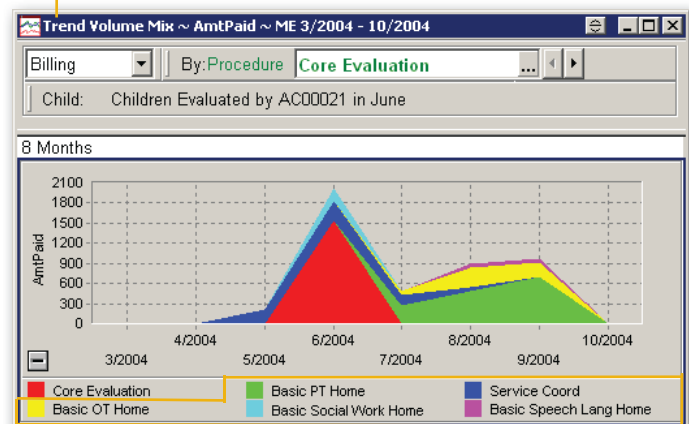 Trend Volume Mix ~ AmtPaid ~ ME 3/2004 - 10/2004
Billing By:Procedure Core Evaluation ...
Child: Children Evaluated by AC00021 in June
8 Months
2100
1800
1500
1200
900
600
300
0
AmtPaid
4/2004 6/2004 8/2004 10/2004
3/2004 5/2004 7/2004 9/2004
Core Evaluation Basic PT Home Service Coord
Basic OT Home Basic Social Work Home Basic Speech Lang Home